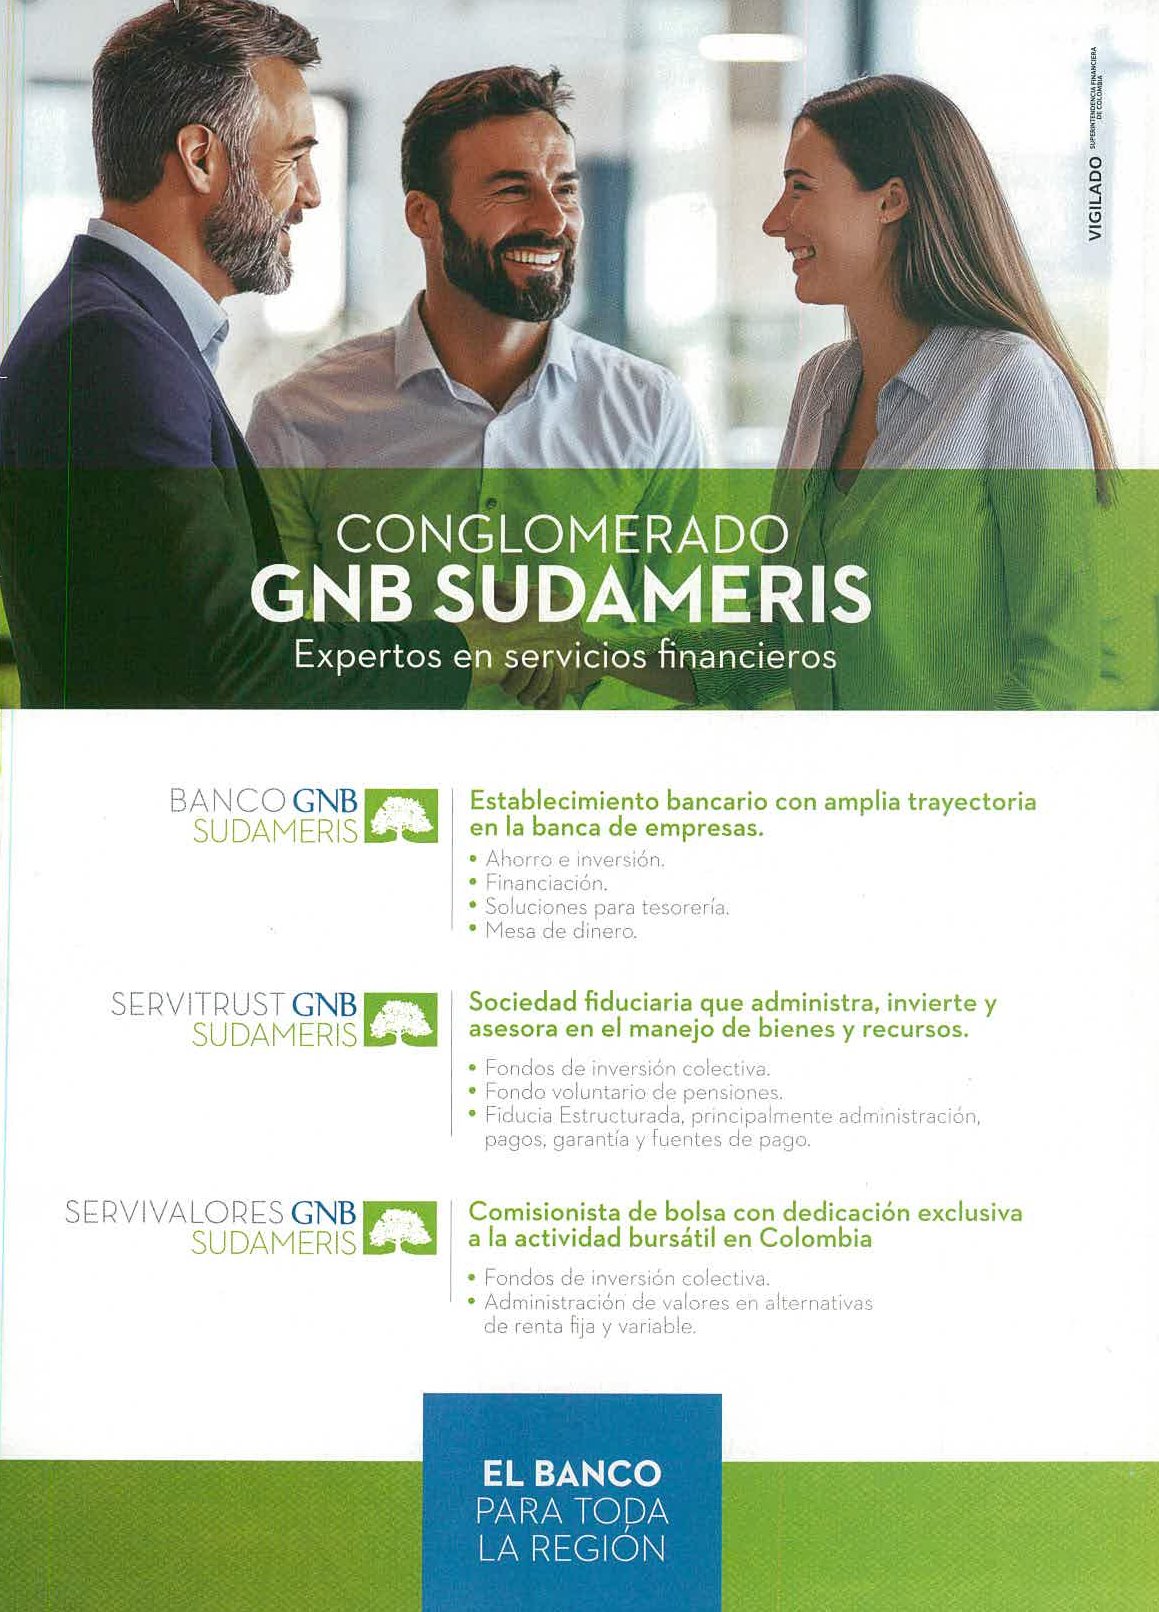 VIGILADO SUPERINTENDENCIA FINANCIERA
DE COLOMBIA
CONGLOMERADO
GNB SUDAMERIS
Expertos en servicios financieros
BANCO GNB
SUDAMERIS
Establecimiento bancario con amplia trayectoria
en la banca de empresas.
• Ahorro e inversión.
• Financiación.
• Soluciones para tesorería.
• Mesa de dinero.
SERVITRUST GNB
SUDAMERIS
Sociedad fiduciaria que administra, invierte y
asesora en el manejo de bienes y recursos.
• Fondos de inversión colectiva.
• Fondo voluntario de pensiones.
• Fiducia Estructurada, principalmente administración,
pagos, garantía y fuentes de pago.
SERVIVALORES GNB
SUDAMERIS
Comisionista de bolsa con dedicación exclusiva
a la actividad bursátil en Colombia
• Fondos de inversión colectiva.
• Administración de valores en alternativas
de renta fija y variable.
EL BANCO
PARA TODA
LA REGIÓN